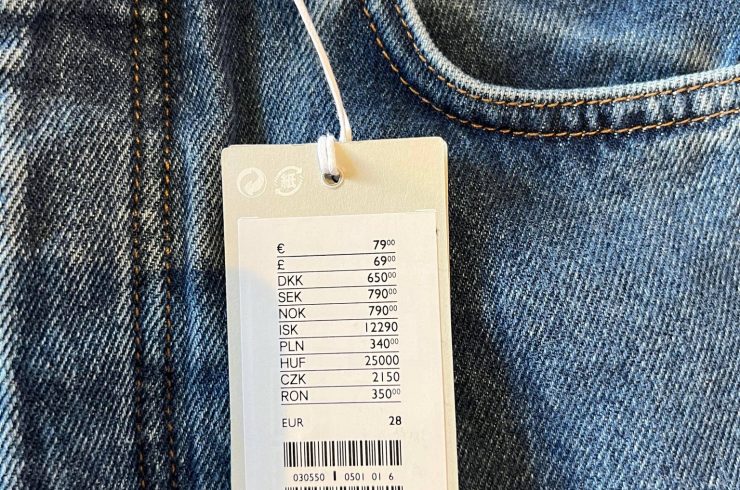 € 79⁰⁰
£ 69⁰⁰
DKK 650⁰⁰
SEK 790⁰⁰
NOK 790⁰⁰
ISK 12290
PLN 340⁰⁰
HUF 25000
CZK 2150
RON 350⁰⁰
EUR 28
030550 1 0501 01 6